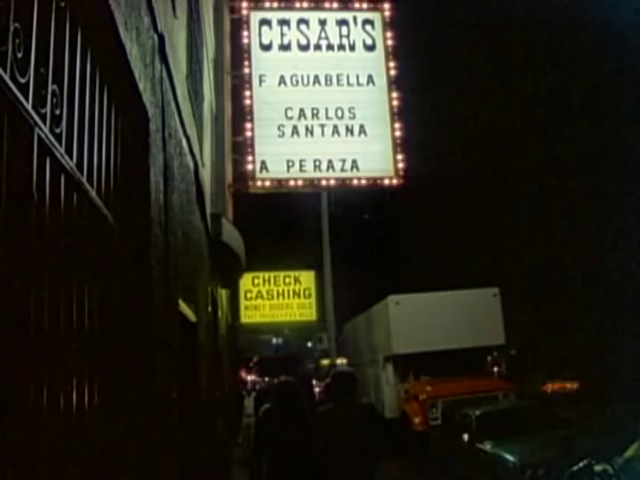 CESAR'S
F AGUABELLA
CARLOS
SANTANA
A PERAZA
CHECK
CASHING
MONEY ORDERS SOLD